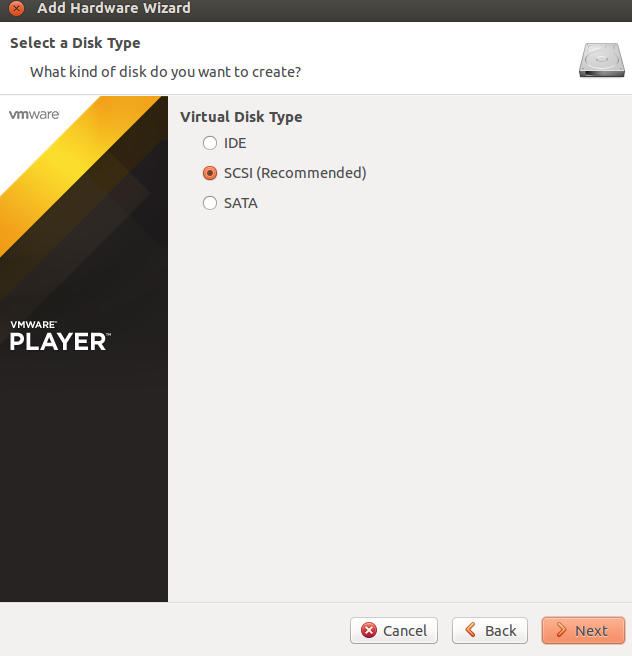 Add Hardware Wizard
Select a Disk Type
What kind of disk do you want to create?
vmware
Virtual Disk Type
IDE
SCSI (Recommended)
SATA
VMWARE®
PLAYER™
Cancel
Back
Next